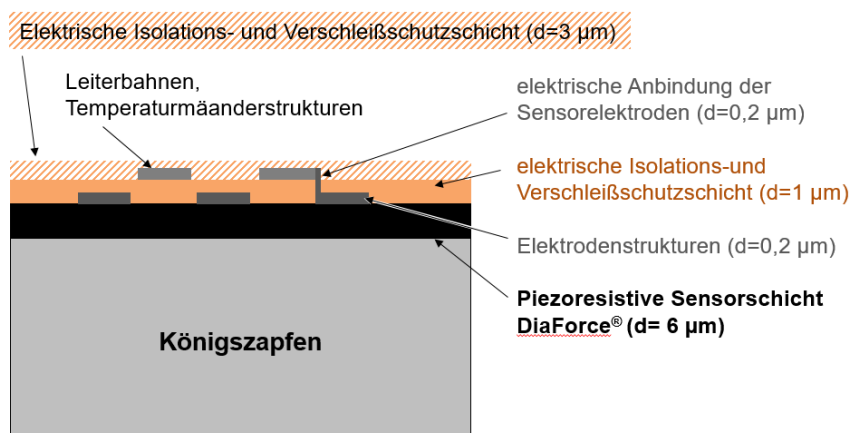 Elektrische Isolations- und Verschleißschutzschicht (d=3 µm)
Leiterbahnen,
Temperaturmäanderstrukturen
elektrische Anbindung der
Sensorelektroden (d=0,2 µm)
elektrische Isolations-und
Verschleißschutzschicht (d=1 µm)
Elektrodenstrukturen (d=0,2 µm)
Piezoresistive Sensorschicht
DiaForce® (d= 6 µm)
Königszapfen